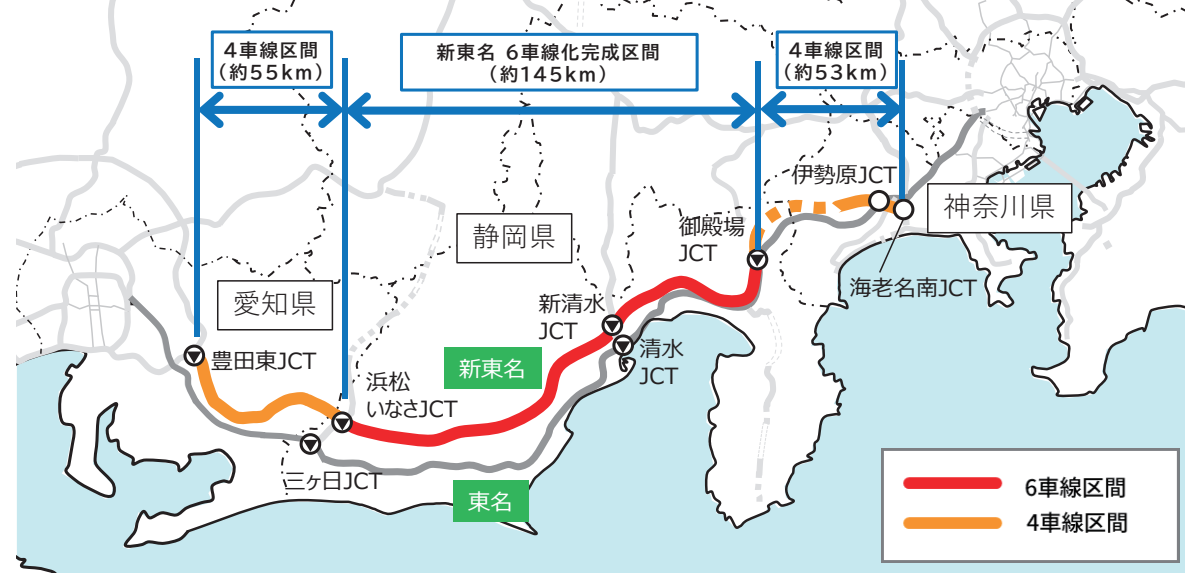 4車線区間
(約55km)
新東名 6車線化完成区間
(約145km)
4車線区間
(約53km)
伊勢原JCT
神奈川県
御殿場
JCT
静岡県
海老名南JCT
愛知県
新清水
JCT
清水
JCT
豊田東JCT
新東名
浜松
いなさJCT
三ヶ日JCT
東名
6車線区間
4車線区間